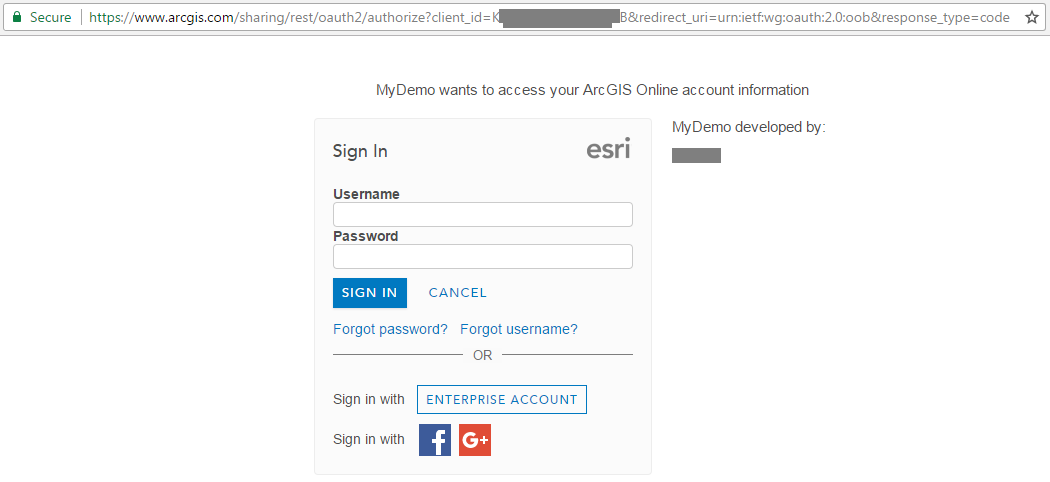 Secure https://www.arcgis.com/sharing/rest/oauth2/authorize?client_id=K B&redirect_uri=urn:ietf:wg:oauth:2.0:oob&response_type=code
MyDemo wants to access your ArcGIS Online account information
Sign In esri
MyDemo developed by:
Username
Password
SIGN IN CANCEL
Forgot password? Forgot username?
OR
Sign in with ENTERPRISE ACCOUNT
Sign in with f G+